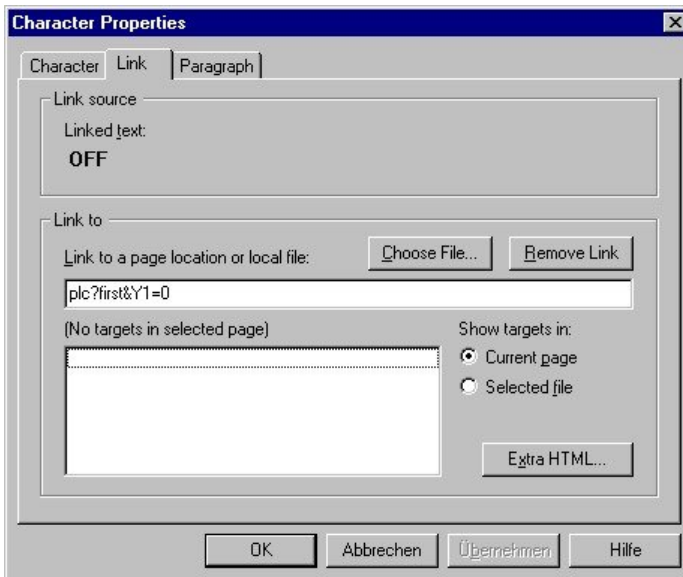 Character Properties
Character Link Paragraph
Link source
Linked text:
OFF
Link to
Link to a page location or local file:
Choose File...
Remove Link
plc?first&Y1=0
(No targets in selected page)
Show targets in:
Current page
Selected file
Extra HTML...
OK Abbrechen Übernehmen Hilfe